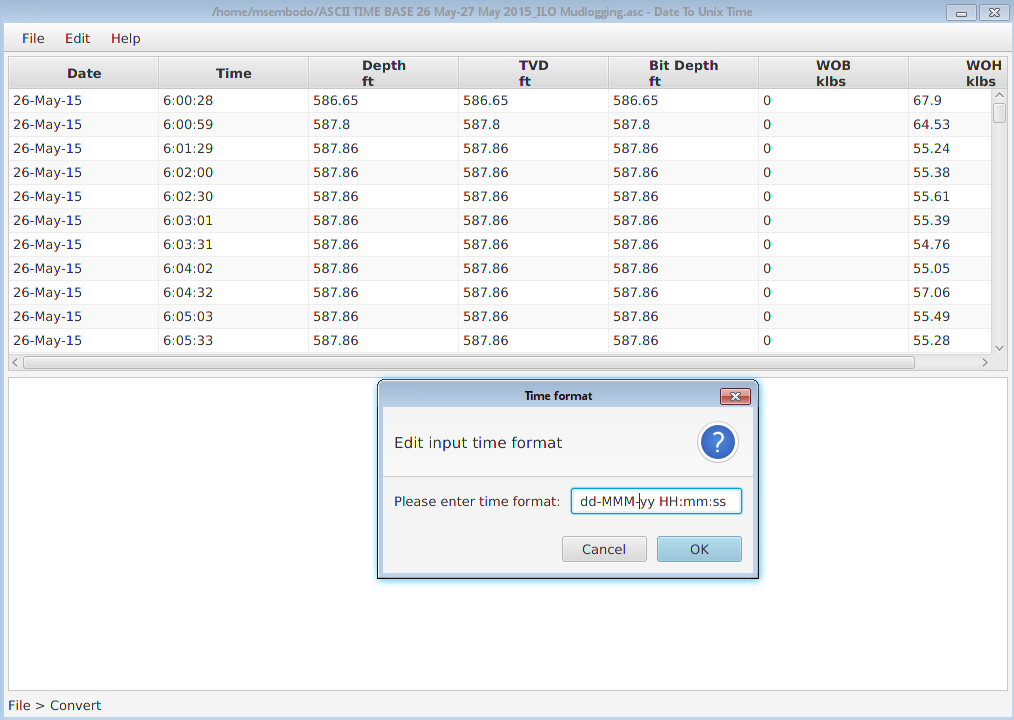 /home/msembodo/ASCII TIME BASE 26 May-27 May 2015_ILO Mudlogging.asc - Date To Unix Time
File Edit Help
Date Time Depth ft TVD ft Bit Depth ft WOB klbs WOH klbs
26-May-15 6:00:28 586.65 586.65 586.65 0 67.9
26-May-15 6:00:59 587.8 587.8 587.8 0 64.53
26-May-15 6:01:29 587.86 587.86 587.86 0 55.24
26-May-15 6:02:00 587.86 587.86 587.86 0 55.38
26-May-15 6:02:30 587.86 587.86 587.86 0 55.61
26-May-15 6:03:01 587.86 587.86 587.86 0 55.39
26-May-15 6:03:31 587.86 587.86 587.86 0 54.76
26-May-15 6:04:02 587.86 587.86 587.86 0 55.05
26-May-15 6:04:32 587.86 587.86 587.86 0 57.06
26-May-15 6:05:03 587.86 587.86 587.86 0 55.49
26-May-15 6:05:33 587.86 587.86 587.86 0 55.28
Time format
Edit input time format
?
Please enter time format: dd-MMM-yy HH:mm:ss
Cancel OK
File > Convert